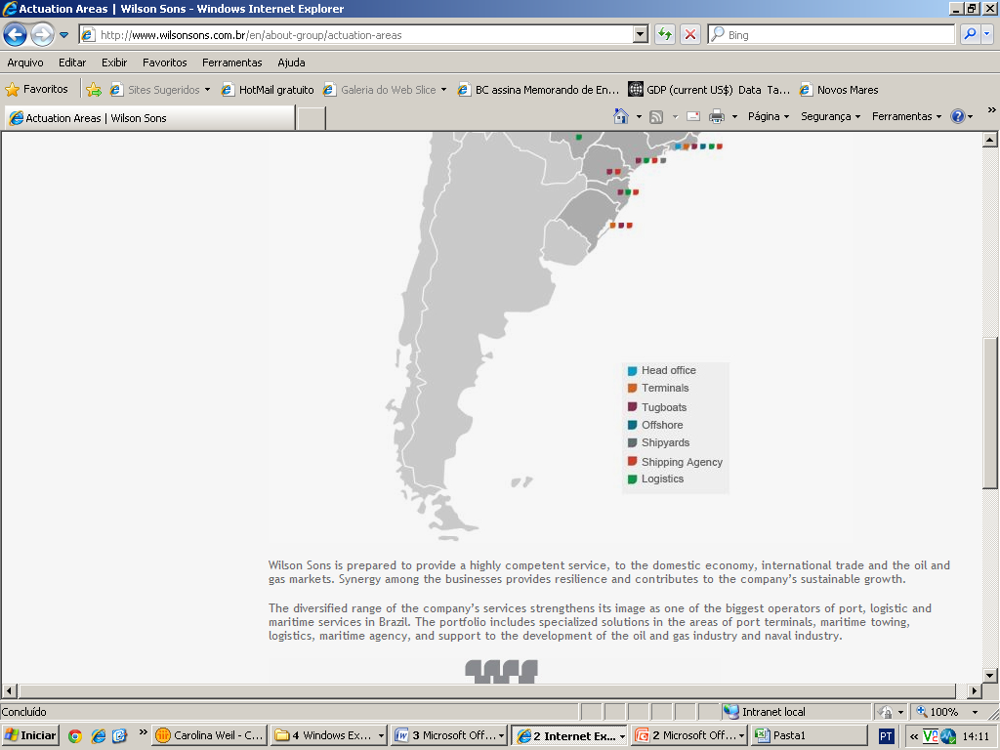 Actuation Areas | Wilson Sons - Windows Internet Explorer
http://www.wilsonsons.com.br/en/about-group/actuation-areas
Bing
Arquivo Editar Exibir Favoritos Ferramentas Ajuda
Favoritos Sites Sugeridos HotMail gratuito Galeria do Web Slice BC assina Memorando de En... GDP (current US$) Data Ta... Novos Mares
Actuation Areas | Wilson Sons Página Segurança Ferramentas »
Head office
Terminals
Tugboats
Offshore
Shipyards
Shipping Agency
Logistics
Wilson Sons is prepared to provide a highly competent service, to the domestic economy, international trade and the oil and
gas markets. Synergy among the businesses provides resilience and contributes to the company's sustainable growth.
The diversified range of the company's services strengthens its image as one of the biggest operators of port, logistic and
maritime services in Brazil. The portfolio includes specialized solutions in the areas of port terminals, maritime towing,
logistics, maritime agency, and support to the development of the oil and gas industry and naval industry.
Concluído Intranet local 100%
Iniciar » Carolina Weil - C... 4 Windows Ex... 3 Microsoft Off... 2 Internet Ex... 2 Microsoft Off... Pasta1 PT « 14:11